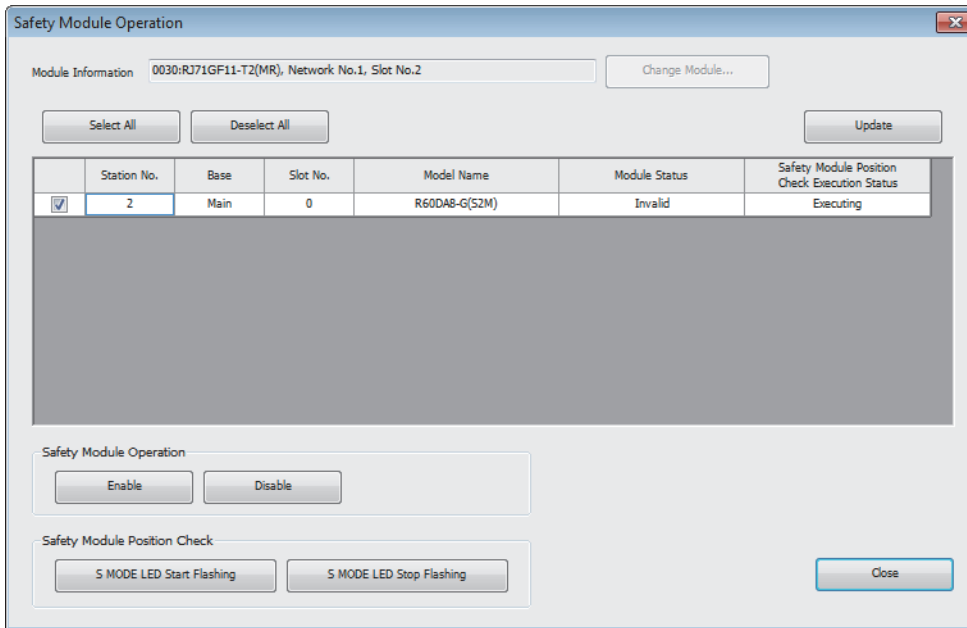 Safety Module Operation
Module Information 0030:RJ71GF11-T2(MR), Network No.1, Slot No.2 Change Module...
Select All Deselect All Update
Station No. Base Slot No. Model Name Module Status Safety Module Position Check Execution Status
2 Main 0 R60DA8-G(S2M) Invalid Executing
Safety Module Operation
Enable Disable
Safety Module Position Check
S MODE LED Start Flashing S MODE LED Stop Flashing Close